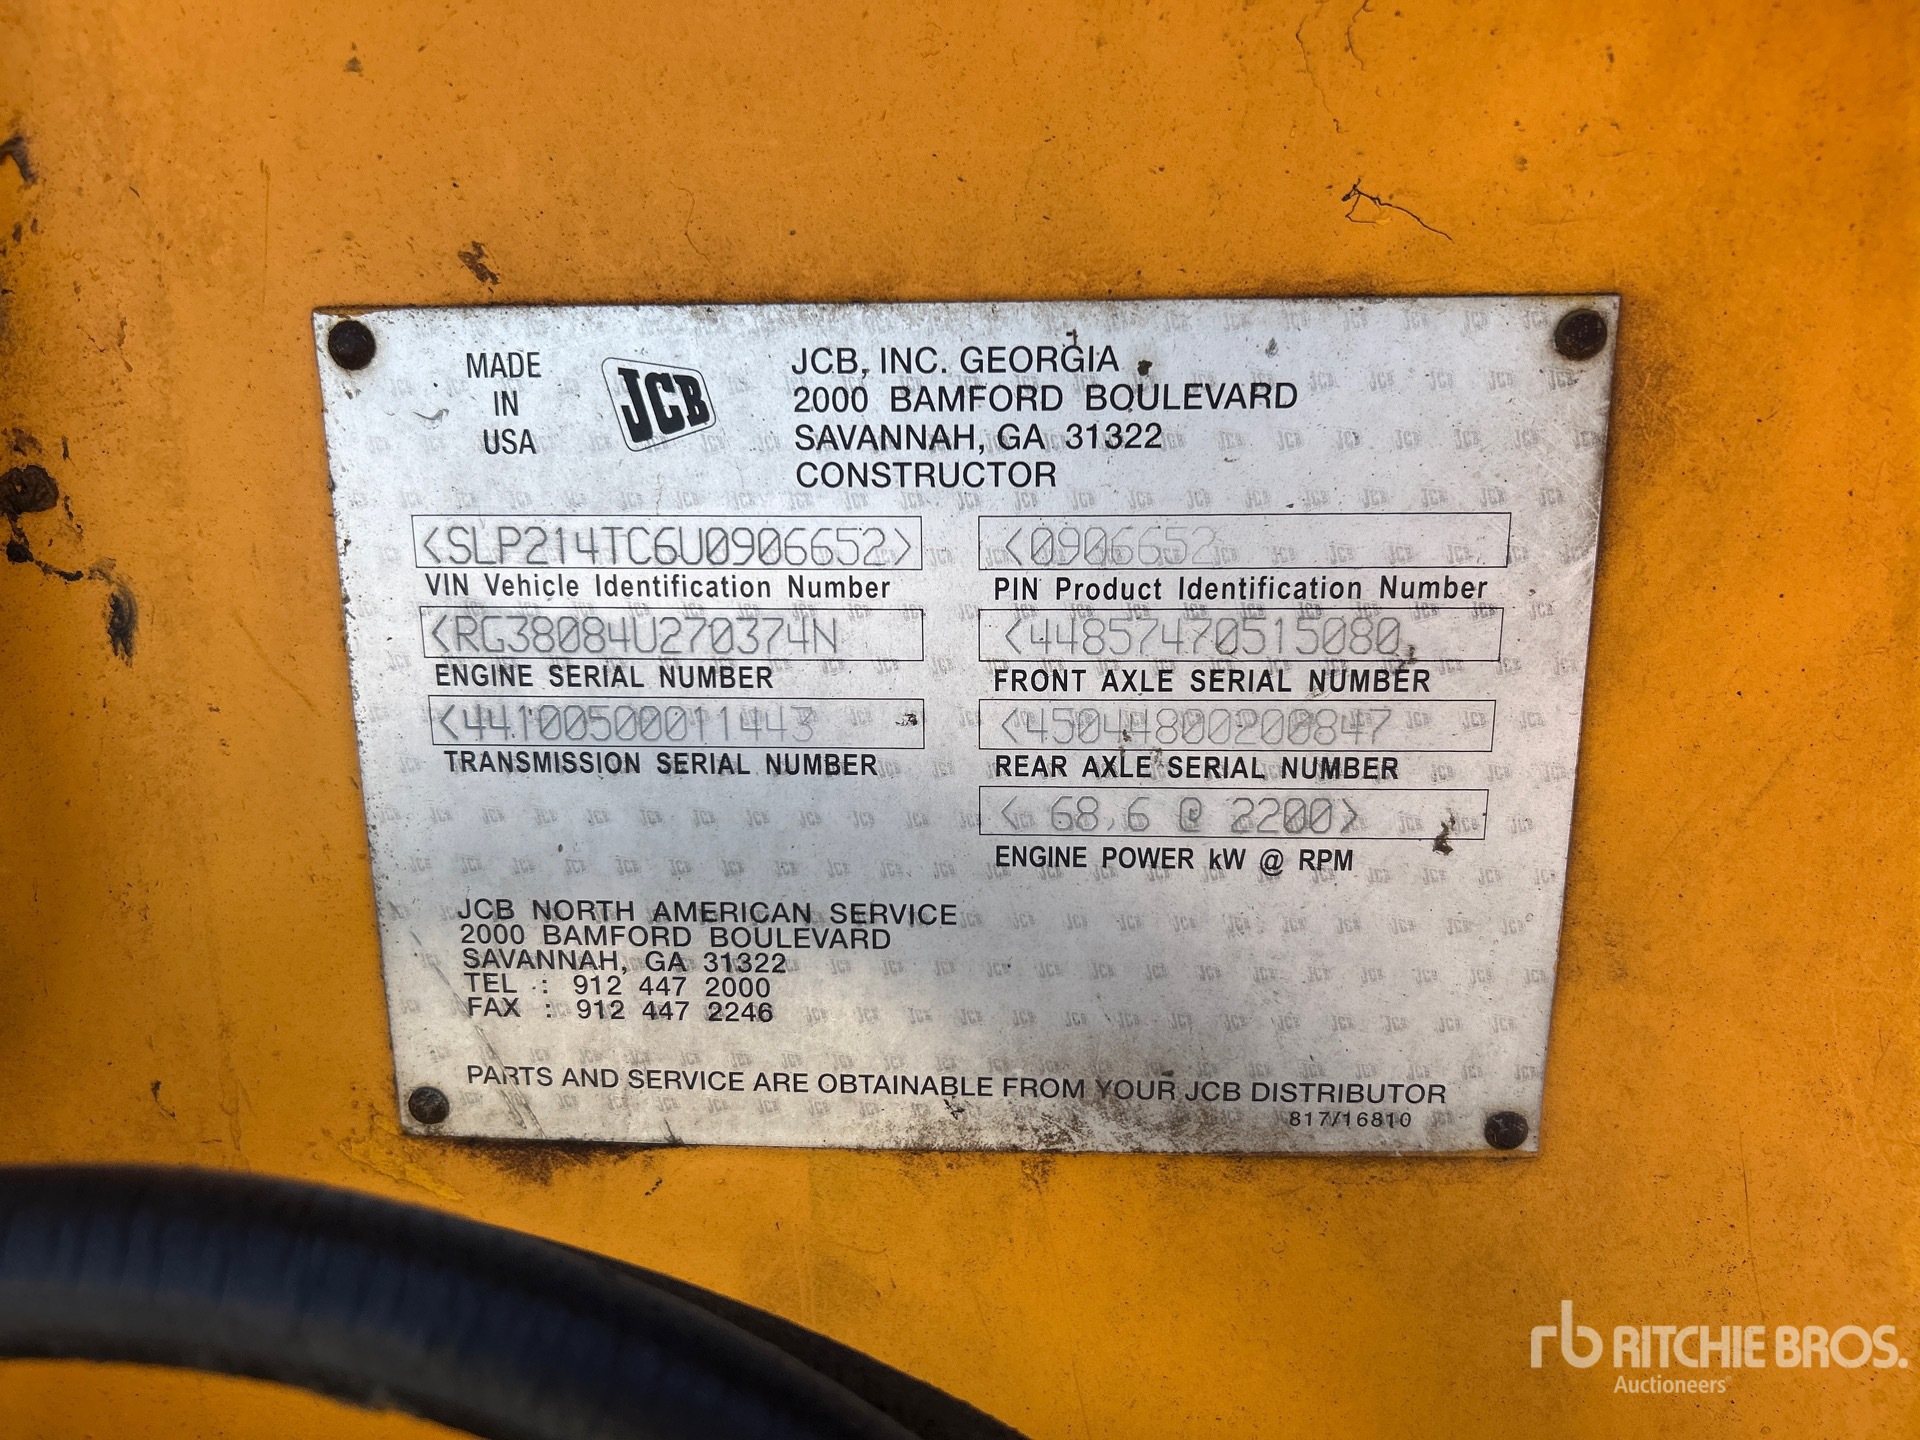 MADE
IN
USA
JCB
JCB, INC. GEORGIA
2000 BAMFORD BOULEVARD
SAVANNAH, GA 31322
CONSTRUCTOR
<SLP214TC6U0906652>
VIN Vehicle Identification Number
<0906652
PIN Product Identification Number
<RG38084U270374N
ENGINE SERIAL NUMBER
<44857470515080
FRONT AXLE SERIAL NUMBER
<44100500011443
TRANSMISSION SERIAL NUMBER
<45044800200847
REAR AXLE SERIAL NUMBER
< 68.6 @ 2200>
ENGINE POWER kW @ RPM
JCB NORTH AMERICAN SERVICE
2000 BAMFORD BOULEVARD
SAVANNAH, GA 31322
TEL : 912 447 2000
FAX : 912 447 2246
PARTS AND SERVICE ARE OBTAINABLE FROM YOUR JCB DISTRIBUTOR
817/16810
rb RITCHIE BROS.
Auctioneers